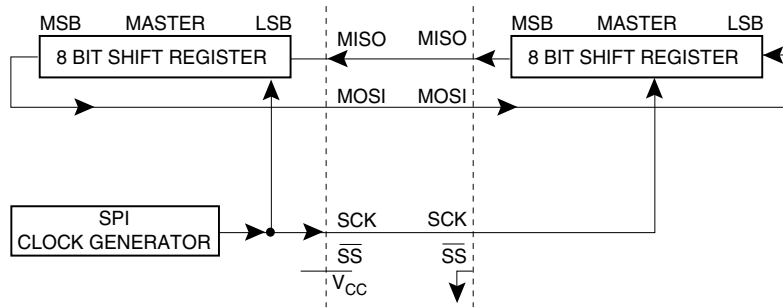 MSB MASTER LSB MISO MISO MSB MASTER LSB
8 BIT SHIFT REGISTER 8 BIT SHIFT REGISTER
MOSI MOSI
SPI
CLOCK GENERATOR
SCK SCK
SS SS
VCC